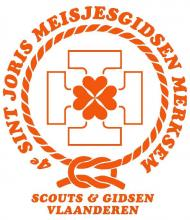 4e SINT JORIS MEISJESGIDSEN MERKSEM
SCOUTS & GIDSEN
VLAANDEREN